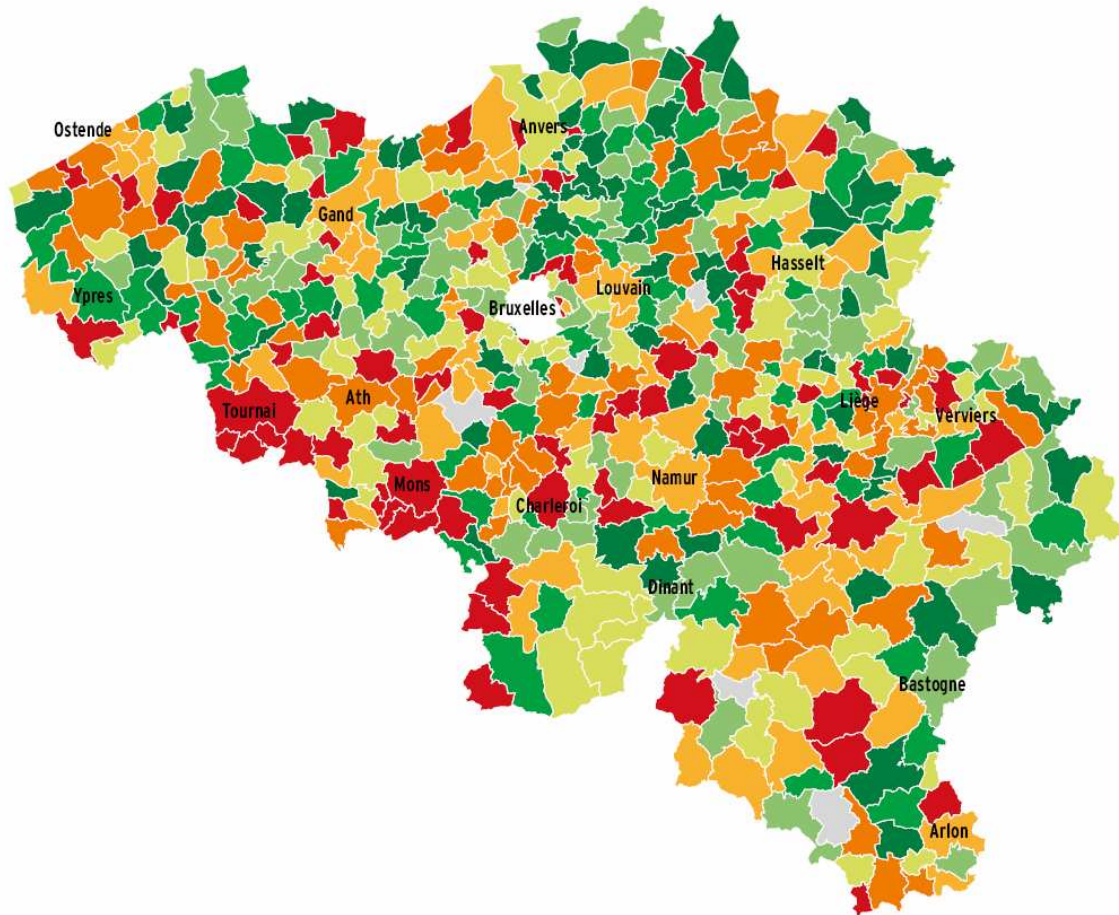 Ostende
Anvers
Gand
Hasselt
Ypres
Louvain
Bruxelles
Ath
Liège
Tournai
Verviers
Mons
Namur
Charleroi
Dinant
Bastogne
Arlon